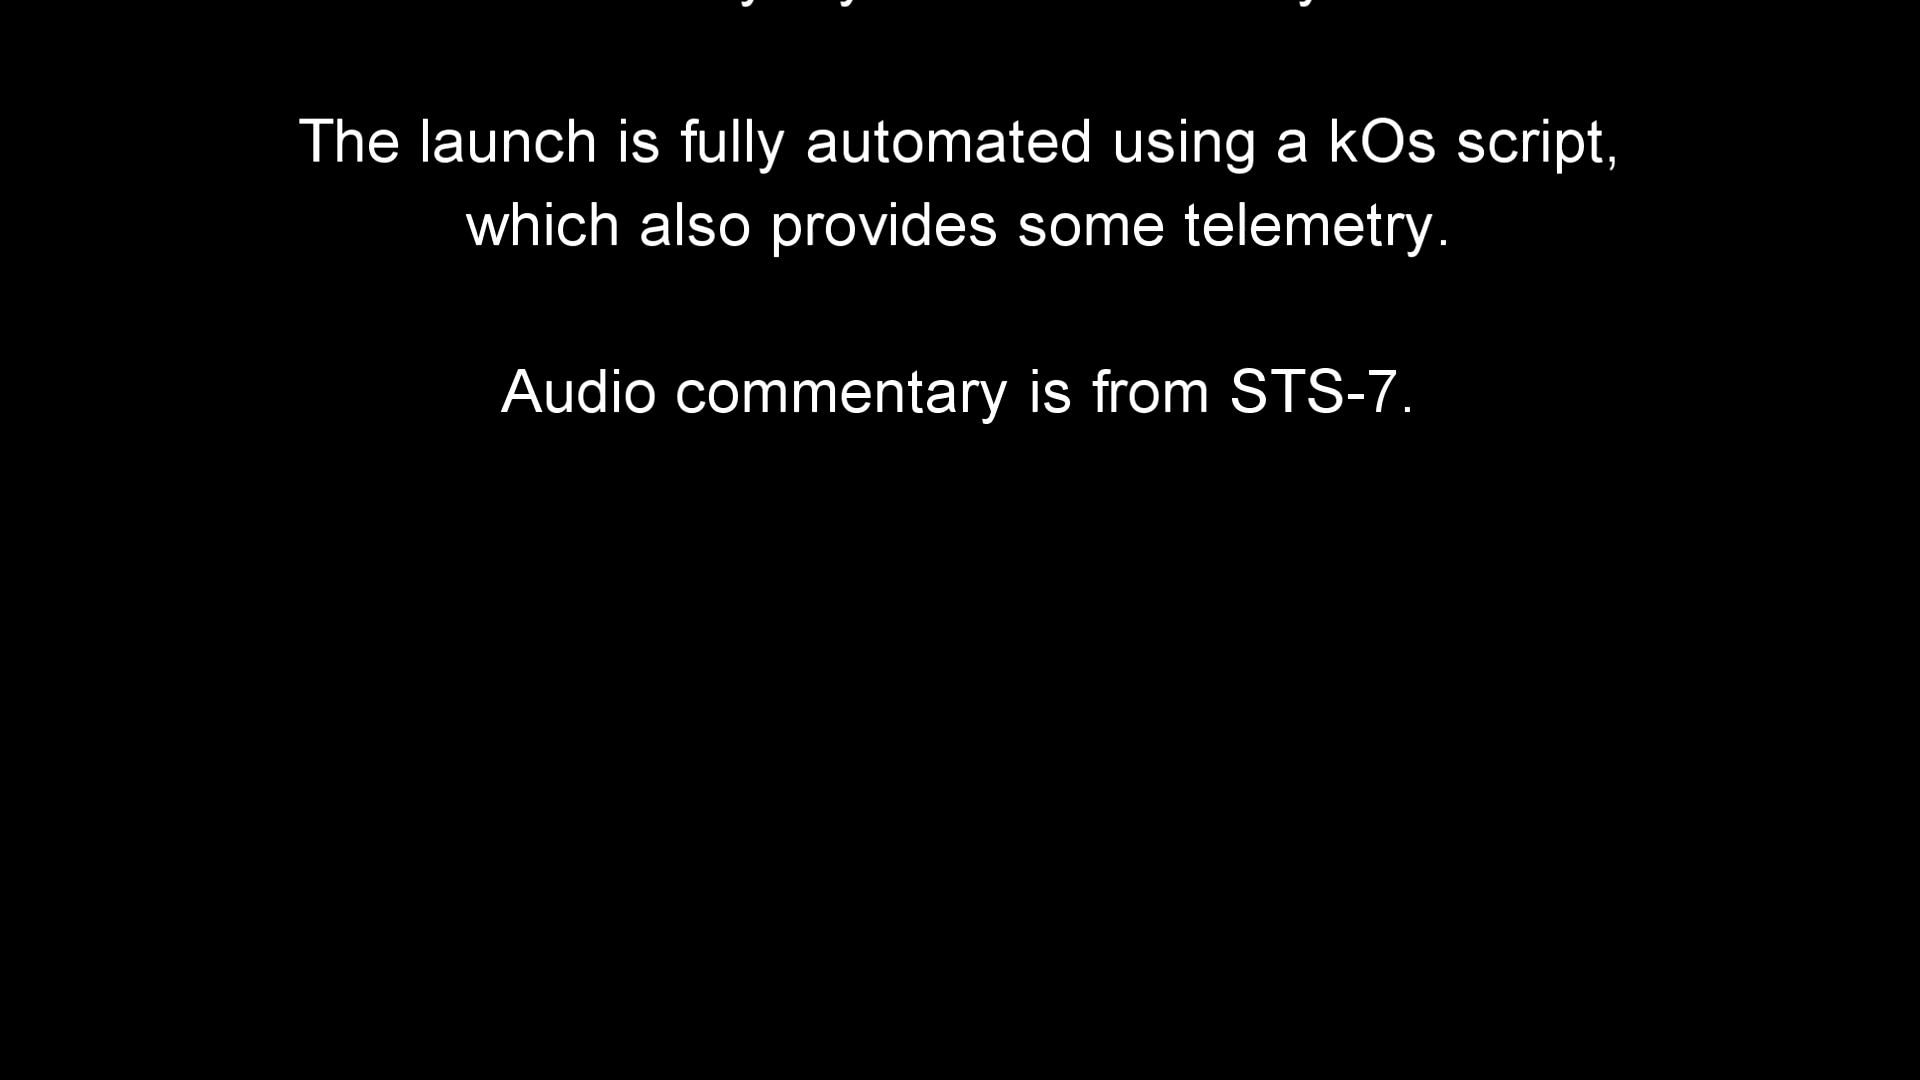 The launch is fully automated using a kOs script,
which also provides some telemetry.
Audio commentary is from STS-7.